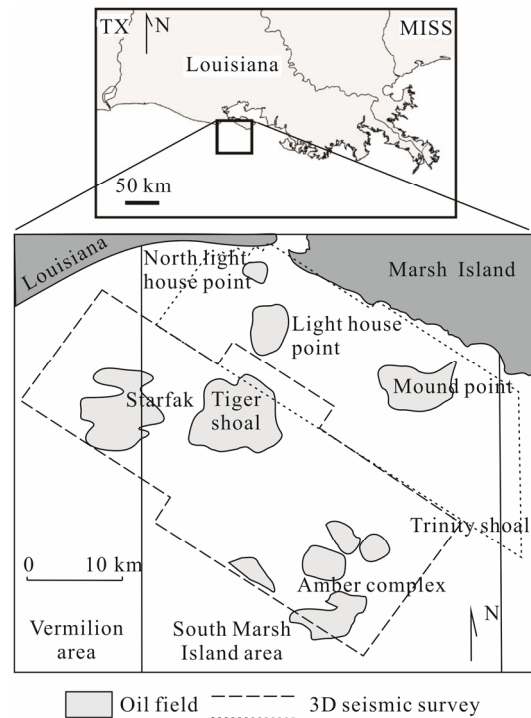 TX
N
MISS
Louisiana
50 km
Louisiana
North light
house point
Marsh Island
Light house
point
Mound point
Starfak
Tiger
shoal
Trinity shoal
0 10 km
Amber complex
N
Vermilion
area
South Marsh
Island area
Oil field
3D seismic survey